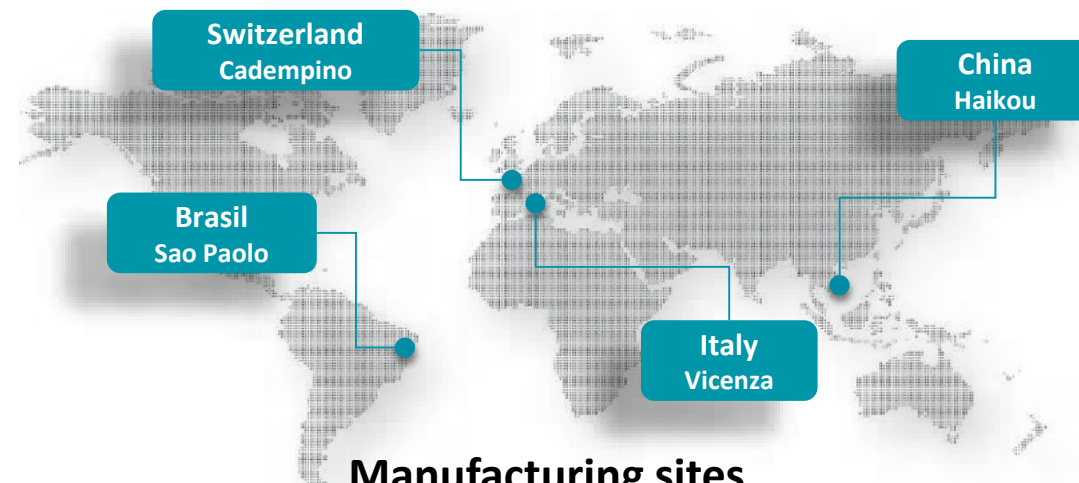 Switzerland
Cadempino
China
Haikou
Brasil
Sao Paolo
Italy
Vicenza
Manufacturing sites